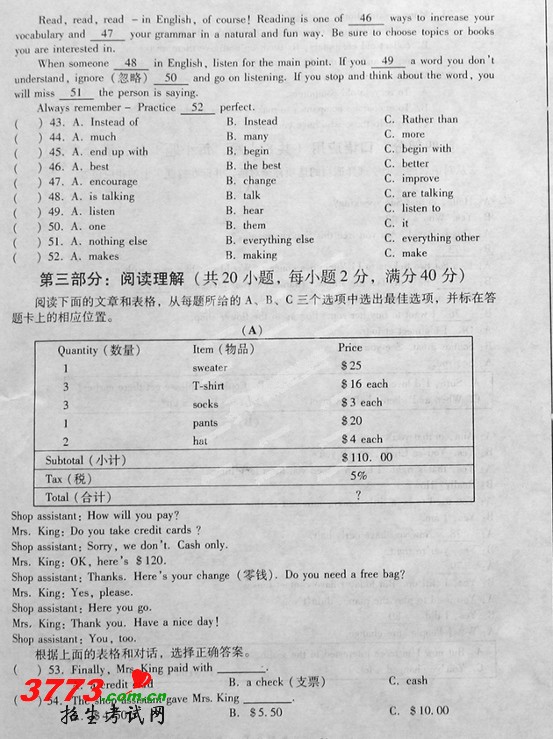 Read, read, read - in English, of course! Reading is one of 46 ways to increase your
vocabulary and 47 your grammar in a natural and fun way. Be sure to choose topics or books
you are interested in.
When someone 48 in English, listen for the main point. If you 49 a word you don't
understand, ignore (忽略) 50 and go on listening. If you stop and think about the word, you
will miss 51 the person is saying.
Always remember - Practice 52 perfect.
( ) 43. A. Instead of B. Instead C. Rather than
( ) 44. A. much B. many C. more
( ) 45. A. end up with B. begin C. begin with
( ) 46. A. best B. the best C. better
( ) 47. A. encourage B. change C. improve
( ) 48. A. is talking B. talk C. are talking
( ) 49. A. listen B. hear C. listen to
( ) 50. A. one B. them C. it
( ) 51. A. nothing else B. everything else C. everything other
( ) 52. A. makes B. making C. make
第三部分：阅读理解（共20小题，每小题2分，满分40分）
阅读下面的文章和表格，从每题所给的 A、B、C 三个选项中选出最佳选项，并标在答
题卡上的相应位置。
(A)
Quantity (数量) Item (物品) Price
1 sweater $25
3 T-shirt $16 each
3 socks $3 each
1 pants $20
2 hat $4 each
Subtotal (小计) $110. 00
Tax (税) 5%
Total (合计) ?
Shop assistant: How will you pay?
Mrs. King: Do you take credit cards ?
Shop assistant: Sorry, we don't. Cash only.
Mrs. King: OK, here's $120.
Shop assistant: Thanks. Here's your change (零钱). Do you need a free bag?
Mrs. King: Yes, please.
Shop assistant: Here you go.
Mrs. King: Thank you. Have a nice day!
Shop assistant: You, too.
根据上面的表格和对话，选择正确答案。
( ) 53. Finally, Mrs. King paid with ______.
credit B. a check (支票) C. cash
( ) 54. The shop assistant gave Mrs. King ______.
B. $5.50 C. $10.00
3773.com.cn
招生考试网